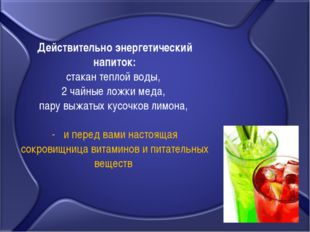 Действительно энергетический
напиток:
стакан теплой воды,
2 чайные ложки меда,
пару выжатых кусочков лимона,
- и перед вами настоящая
сокровищница витаминов и питательных
веществ